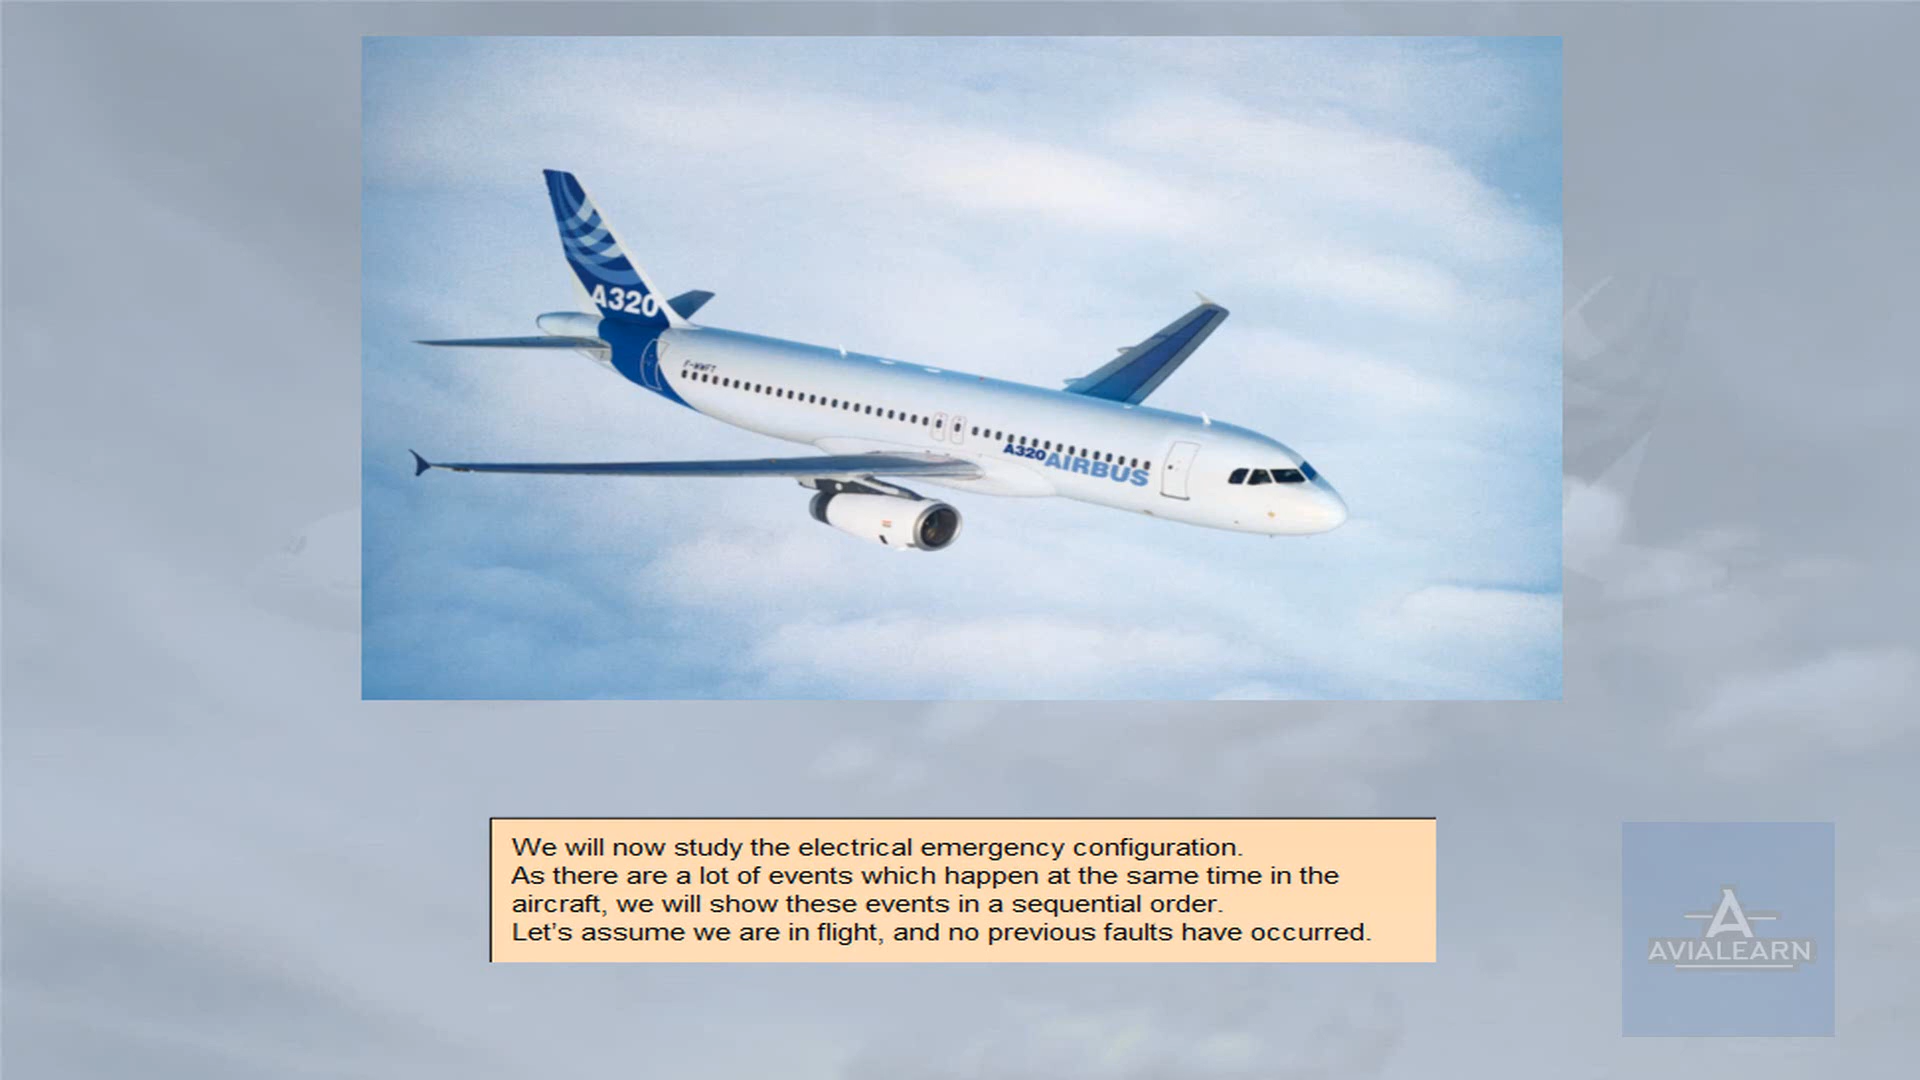 A320
F-WWFT
A320
AIRBUS
We will now study the electrical emergency configuration.
As there are a lot of events which happen at the same time in the
aircraft, we will show these events in a sequential order.
Let's assume we are in flight, and no previous faults have occurred.
A
AVIALEARN